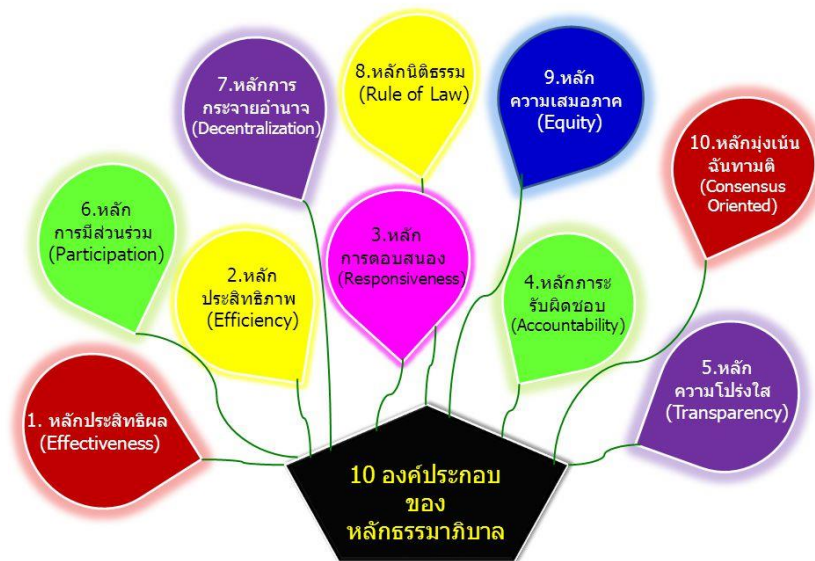 1. หลักประสิทธิผล
(Effectiveness)
2.หลัก
ประสิทธิภาพ
(Efficiency)
3.หลัก
การตอบสนอง
(Responsiveness)
4.หลักภาระ
รับผิดชอบ
(Accountability)
5.หลัก
ความโปร่งใส
(Transparency)
6.หลัก
การมีส่วนร่วม
(Participation)
7.หลักการ
กระจายอำนาจ
(Decentralization)
8.หลักนิติธรรม
(Rule of Law)
9.หลัก
ความเสมอภาค
(Equity)
10.หลักมุ่งเน้น
ฉันทามติ
(Consensus
Oriented)
10 องค์ประกอบ
ของ
หลักธรรมาภิบาล